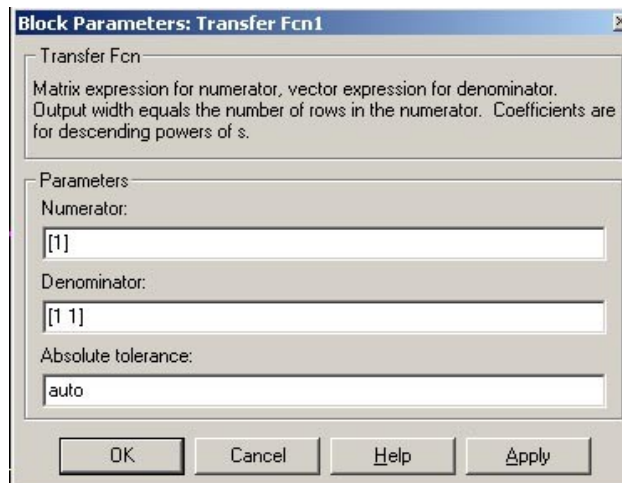 Block Parameters: Transfer Fcn1
Transfer Fcn
Matrix expression for numerator, vector expression for denominator.
Output width equals the number of rows in the numerator. Coefficients are
for descending powers of s.
Parameters
Numerator:
[1]
Denominator:
[1 1]
Absolute tolerance:
auto
OK Cancel Help Apply